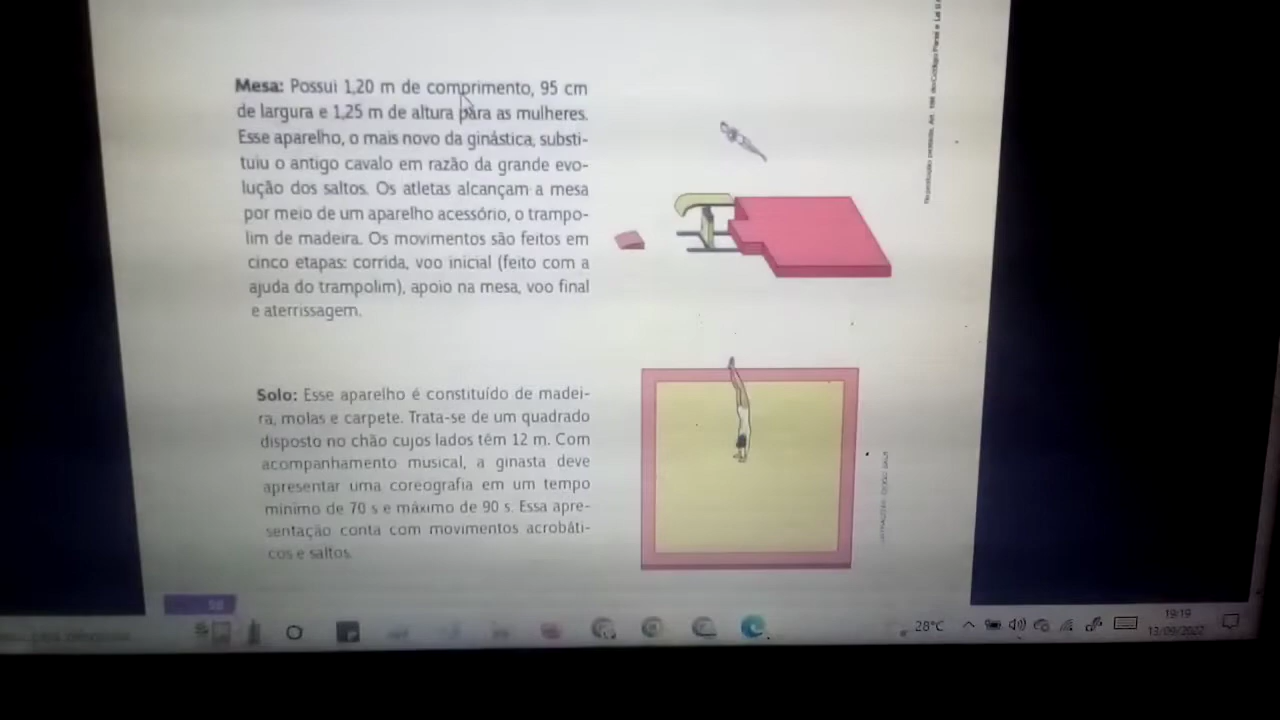 Mesa: Possui 1,20 m de comprimento, 95 cm
de largura e 1,25 m de altura para as mulheres.
Esse aparelho, o mais novo da ginástica, substi-
tuiu o antigo cavalo em razão da grande evo-
lução dos saltos. Os atletas alcançam a mesa
por meio de um aparelho acessório, o trampo-
lim de madeira. Os movimentos são feitos em
cinco etapas: corrida, voo inicial (feito com a
ajuda do trampolim), apoio na mesa, voo final
e aterrissagem.
Solo: Esse aparelho é constituído de madei-
ra, molas e carpete. Trata-se de um quadrado
disposto no chão cujos lados têm 12 m. Com
acompanhamento musical, a ginasta deve
apresentar uma coreografia em um tempo
mínimo de 70 s e máximo de 90 s. Essa apre-
sentação conta com movimentos acrobáti-
cos e saltos.
28°C
19:19
13/09/2022